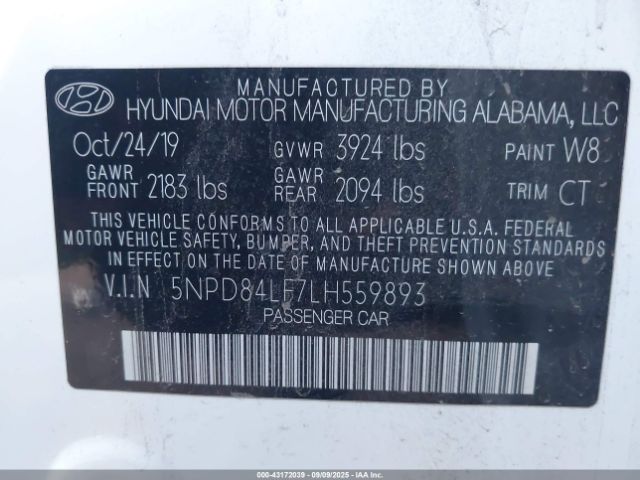 MANUFACTURED BY
HYUNDAI MOTOR MANUFACTURING ALABAMA, LLC
Oct/24/19 GVWR 3924 lbs PAINT W8
GAWR FRONT 2183 lbs GAWR REAR 2094 lbs TRIM CT
THIS VEHICLE CONFORMS TO ALL APPLICABLE U.S.A. FEDERAL
MOTOR VEHICLE SAFETY, BUMPER, AND THEFT PREVENTION STANDARDS
IN EFFECT ON THE DATE OF MANUFACTURE SHOWN ABOVE.
V.I.N 5NPD84LF7LH559893
PASSENGER CAR
000-43172039 - 09/09/2025 - COPART